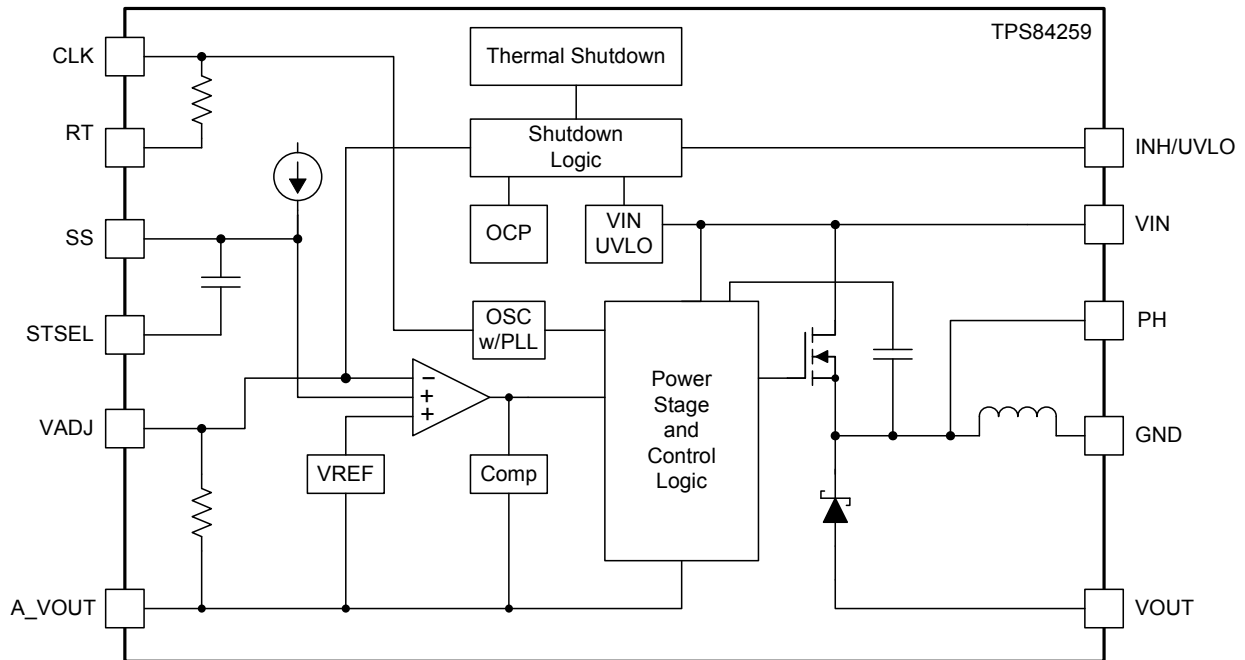 TPS84259
CLK
Thermal Shutdown
RT
Shutdown
Logic
INH/UVLO
SS
OCP
VIN
UVLO
VIN
STSEL
OSC
w/PLL
PH
VADJ
−
+
+
Power
Stage
and
Control
Logic
GND
VREF
Comp
A_VOUT
VOUT